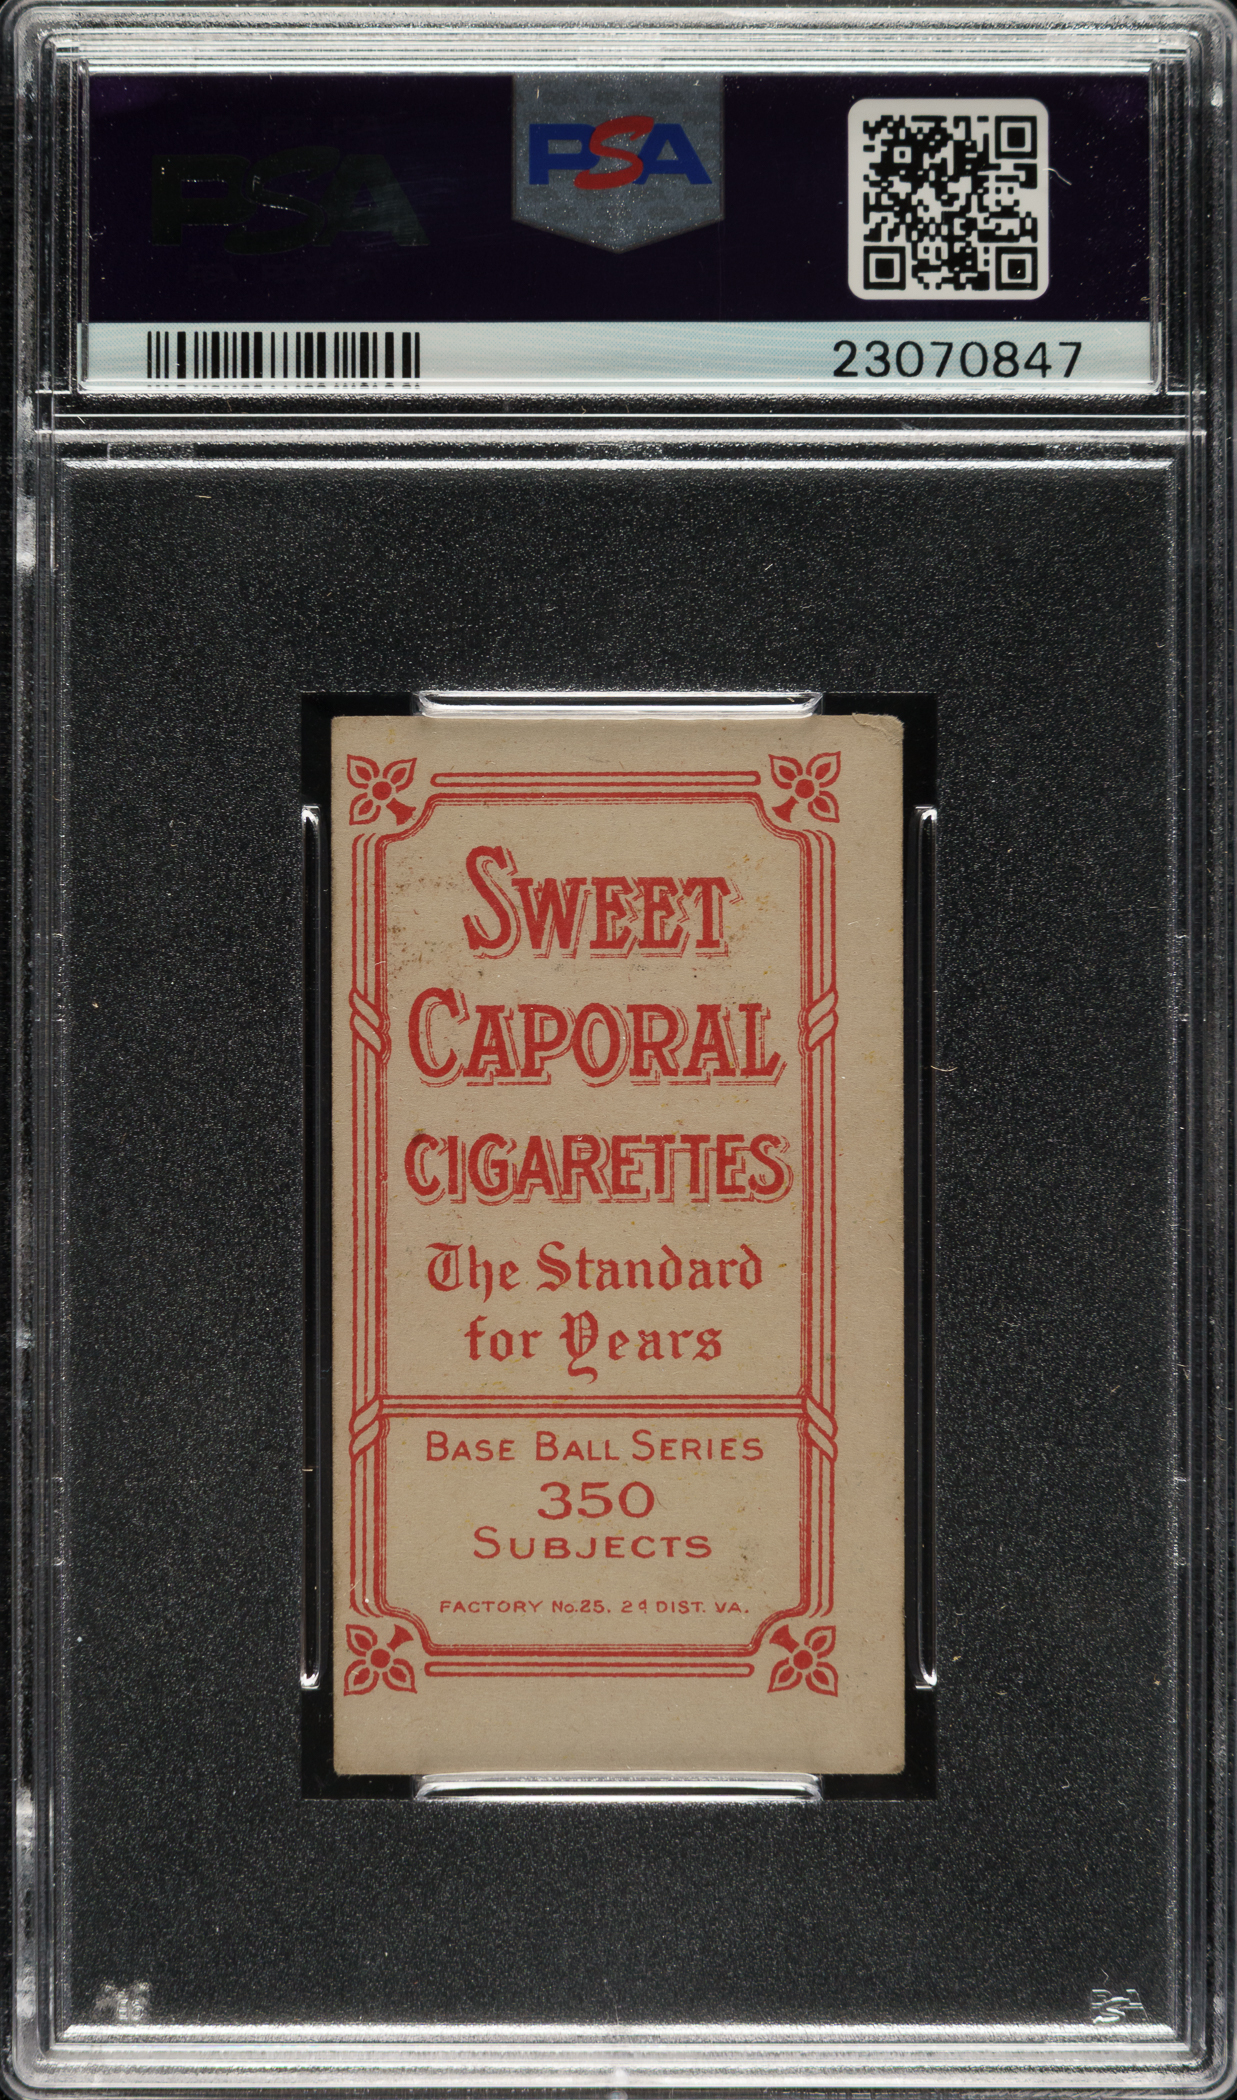 PSA
PSA
23070847
SWEET
CAPORAL
CIGARETTES
The Standard
for Years
BASE BALL SERIES
350
SUBJECTS
FACTORY No.25, 2d DIST. VA.
PSA